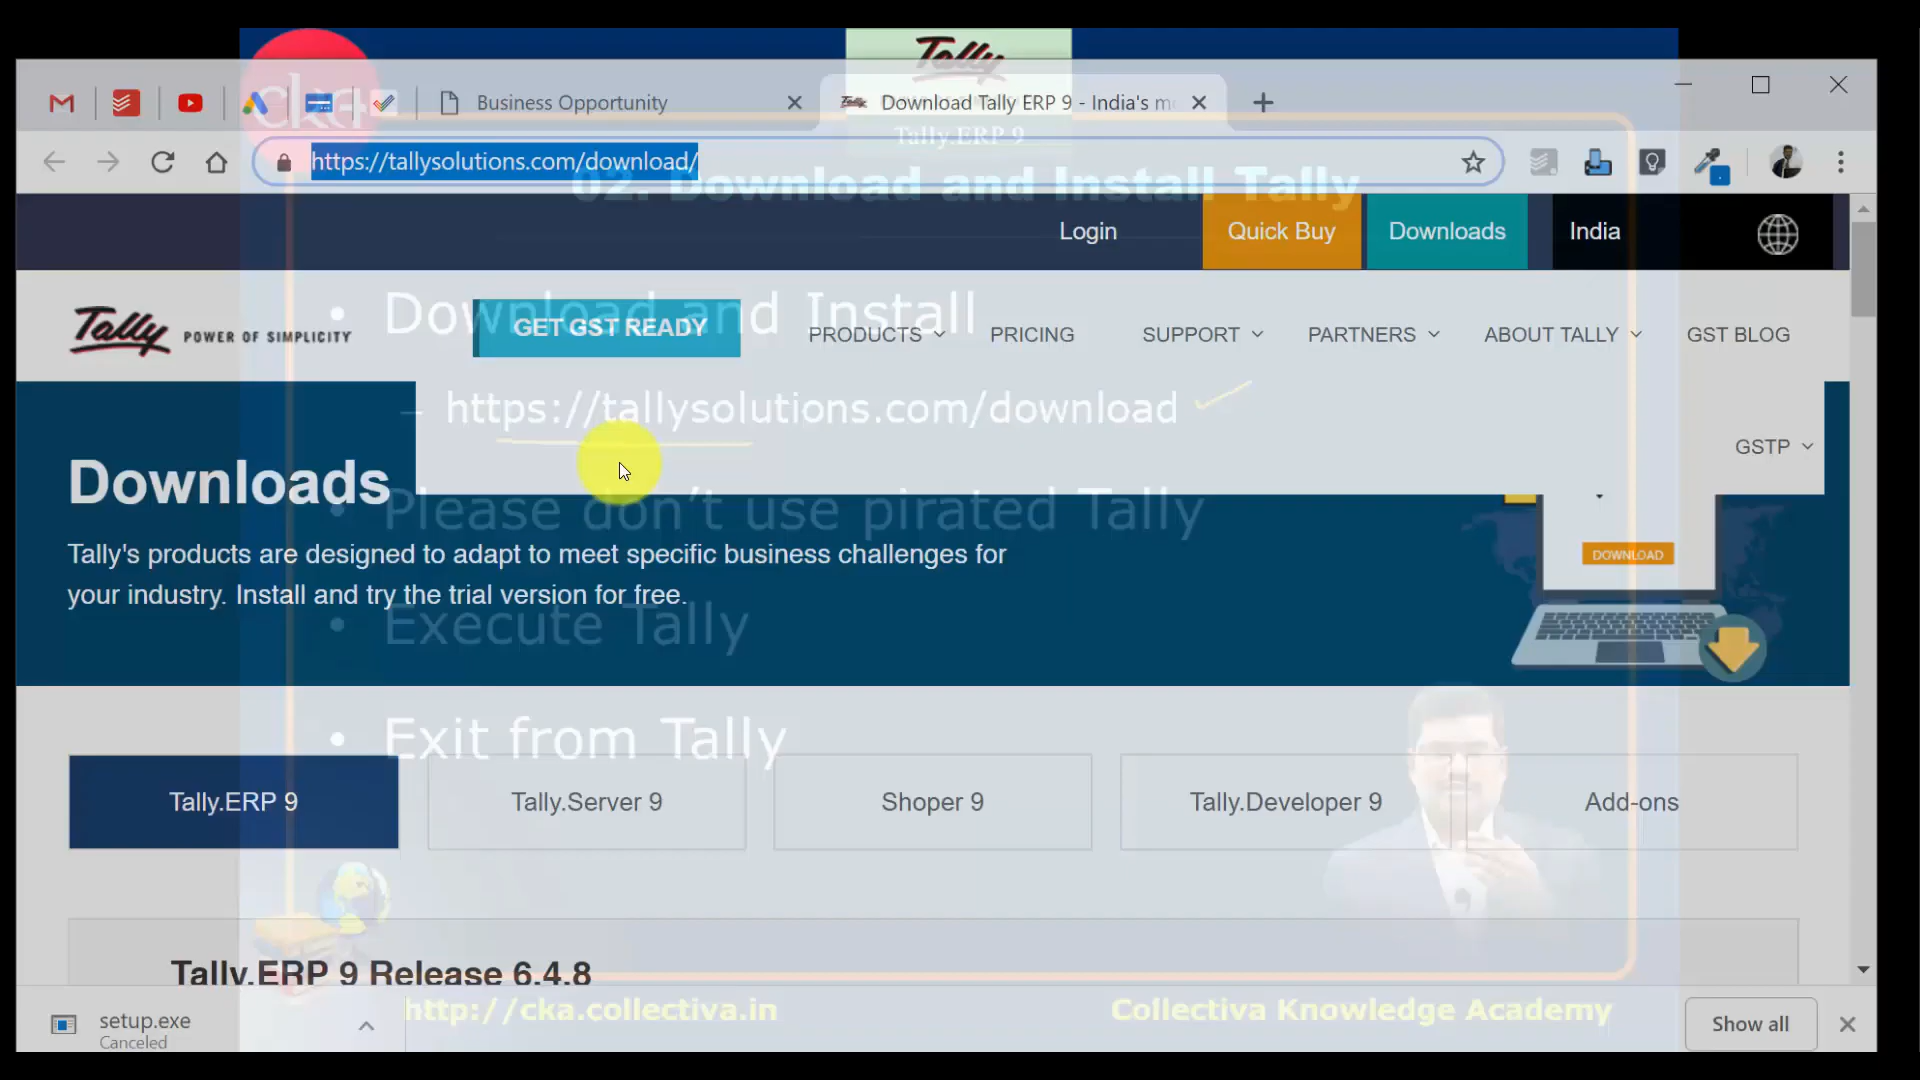 Tally
Business Opportunity
Download Tally ERP 9 - India's m
cka
Tally.ERP 9
https://tallysolutions.com/download/
02. Download and Install Tally
Login
Quick Buy
Downloads
India
• Download and Install
Tally POWER OF SIMPLICITY
GET GST READY
PRODUCTS
PRICING
SUPPORT
PARTNERS
ABOUT TALLY
GST BLOG
– https://tallysolutions.com/download
GSTP
Downloads
• Please don't use pirated Tally
Tally's products are designed to adapt to meet specific business challenges for
your industry. Install and try the trial version for free.
DOWNLOAD
• Execute Tally
• Exit from Tally
Tally.ERP 9
Tally.Server 9
Shoper 9
Tally.Developer 9
Add-ons
Tally.ERP 9 Release 6.4.8
http://cka.collectiva.in
Collectiva Knowledge Academy
setup.exe
Canceled
Show all